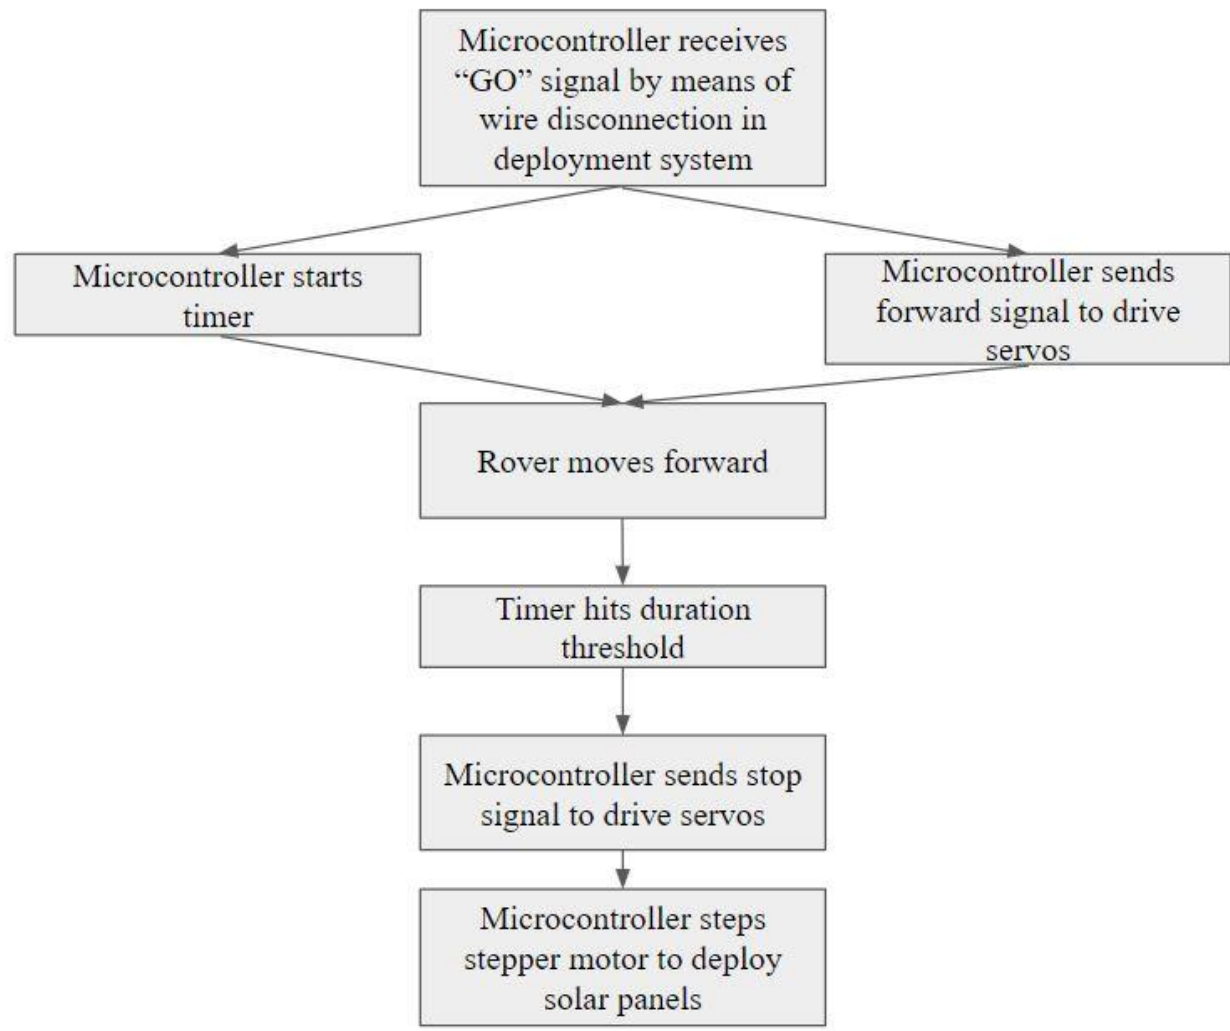 Microcontroller receives
“GO” signal by means of
wire disconnection in
deployment system
Microcontroller starts
timer
Microcontroller sends
forward signal to drive
servos
Rover moves forward
Timer hits duration
threshold
Microcontroller sends stop
signal to drive servos
Microcontroller steps
stepper motor to deploy
solar panels